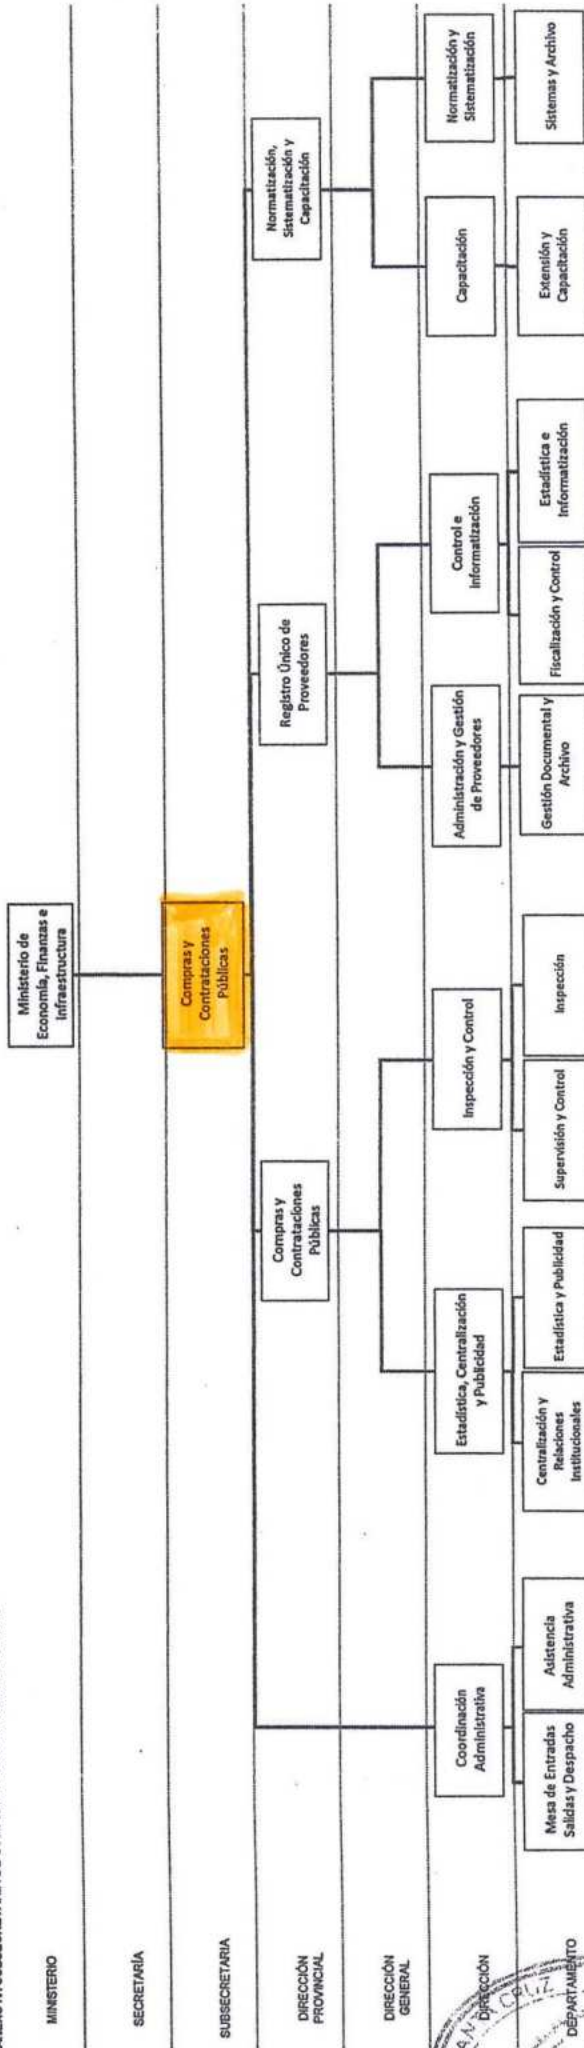 MINISTERIO
Ministerio de
Economía, Finanzas e
Infraestructura
SECRETARÍA
SUBSECRETARIA
Compras y
Contrataciones
Públicas
DIRECCIÓN
PROVINCIAL
Compras y
Contrataciones
Públicas
Registro Único de
Proveedores
Normatización,
Sistematización y
Capacitación
DIRECCIÓN
GENERAL
DIRECCIÓN
Coordinación
Administrativa
Estadística, Centralización
y Publicidad
Inspección y Control
Administración y Gestión
de Proveedores
Control e
Informatización
Capacitación
Normatización y
Sistematización
DEPARTAMENTO
Mesa de Entradas
Salidas y Despacho
Asistencia
Administrativa
Centralización y
Relaciones
Institucionales
Estadística y Publicidad
Supervisión y Control
Inspección
Gestión Documental y
Archivo
Fiscalización y Control
Estadística e
Informatización
Extensión y
Capacitación
Sistemas y Archivo
SANTA CRUZ